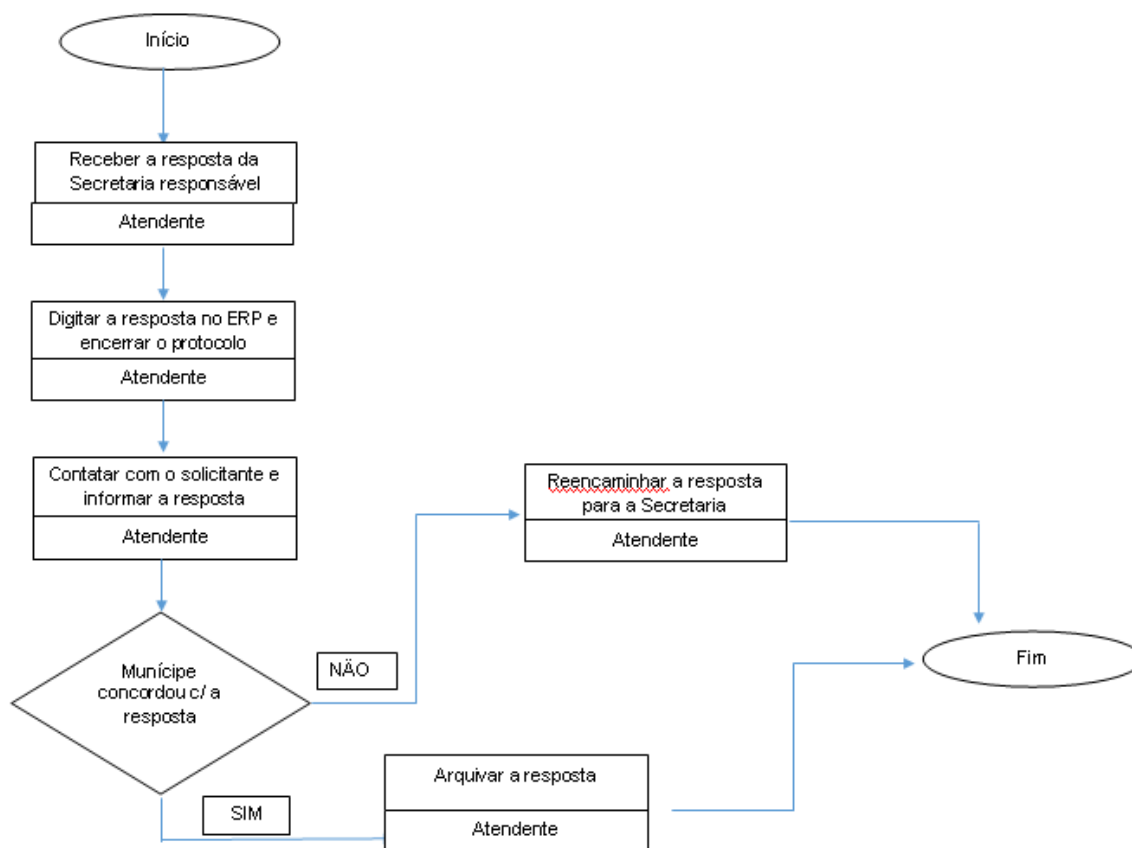 Início
Receber a resposta da
Secretaria responsável
Atendente
Digitar a resposta no ERP e
encerrar o protocolo
Atendente
Contatar com o solicitante e
informar a resposta
Atendente
Reencaminhar a resposta
para a Secretaria
Atendente
Munícipe
concordou c/ a
resposta
NÄO
Fim
SIM
Arquivar a resposta
Atendente